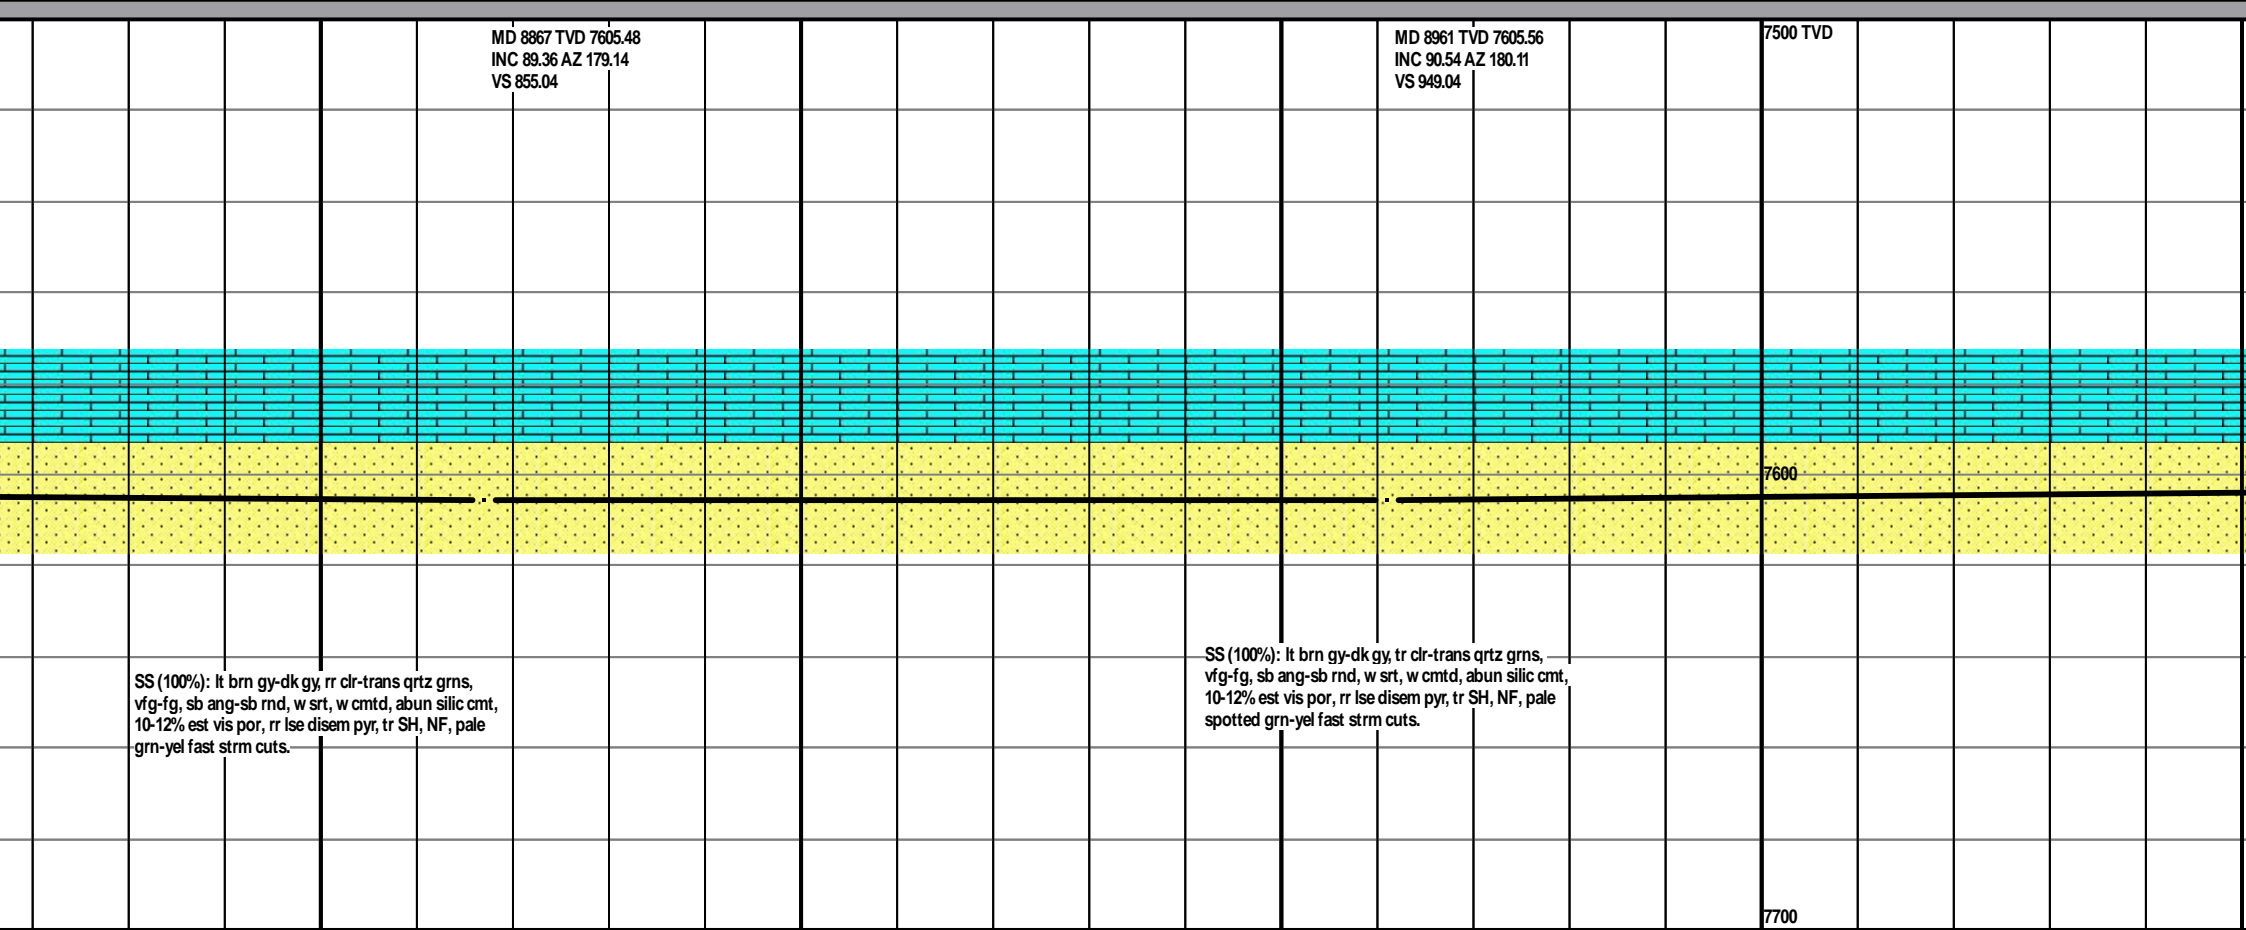 MD 8867 TVD 7605.48
INC 89.36 AZ 179.14
VS 855.04
MD 8961 TVD 7605.56
INC 90.54 AZ 180.11
VS 949.04
7500 TVD
7600
SS (100%): lt brn gy-dk gy, rr clr-trans qrtz grns,
vfg-fg, sb ang-sb rnd, w srt, w cmtd, abun silic cmt,
10-12% est vis por, rr lse disem pyr, tr SH, NF, pale
grn-yel fast strm cuts.
SS (100%): lt brn gy-dk gy, tr clr-trans qrtz grns,
vfg-fg, sb ang-sb rnd, w srt, w cmtd, abun silic cmt,
10-12% est vis por, rr lse disem pyr, tr SH, NF, pale
spotted grn-yel fast strm cuts.
7700